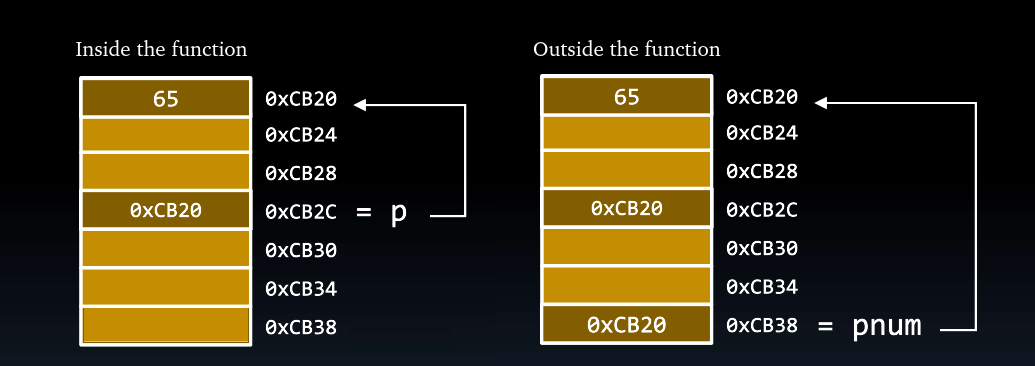 Inside the function
65 0xCB20
0xCB24
0xCB28
0xCB20 0xCB2C = p
0xCB30
0xCB34
0xCB38
Outside the function
65 0xCB20
0xCB24
0xCB28
0xCB20 0xCB2C
0xCB30
0xCB34
0xCB20 0xCB38 = pnum